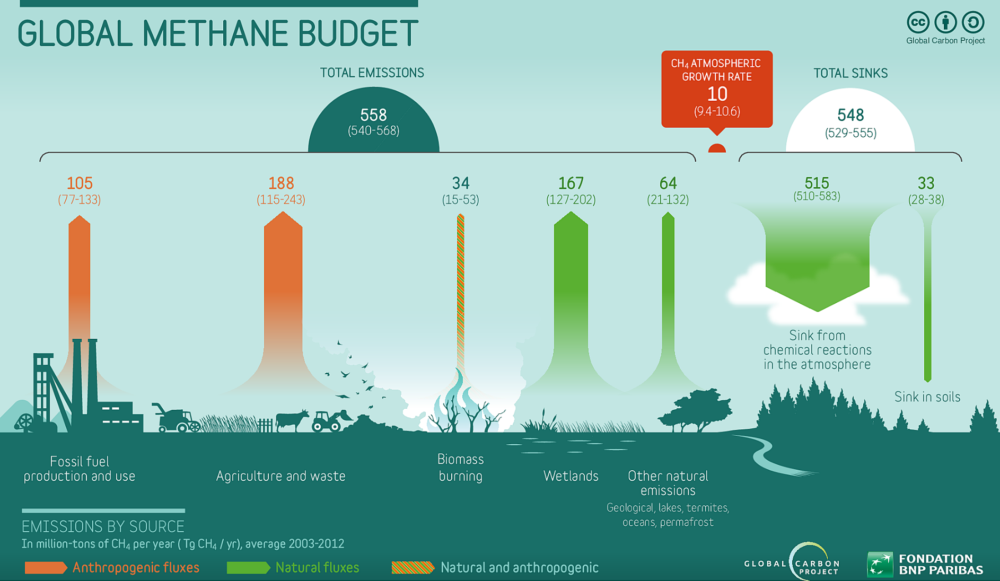 GLOBAL METHANE BUDGET
cc
Global Carbon Project
TOTAL EMISSIONS
558
(540-568)
CH₄ ATMOSPHERIC
GROWTH RATE
10
(9.4-10.6)
TOTAL SINKS
548
(529-555)
105
(77-133)
188
(115-243)
34
(15-53)
167
(127-202)
64
(21-132)
515
(510-583)
33
(28-38)
Sink from
chemical reactions
in the atmosphere
Sink in soils
Fossil fuel
production and use
Agriculture and waste
Biomass
burning
Wetlands
Other natural
emissions
Geological, lakes, termites,
oceans, permafrost
EMISSIONS BY SOURCE
In million-tons of CH₄ per year ( Tg CH₄ / yr), average 2003-2012
Anthropogenic fluxes
Natural fluxes
Natural and anthropogenic
GLOBAL CARBON
PROJECT
FONDATION
BNP PARIBAS